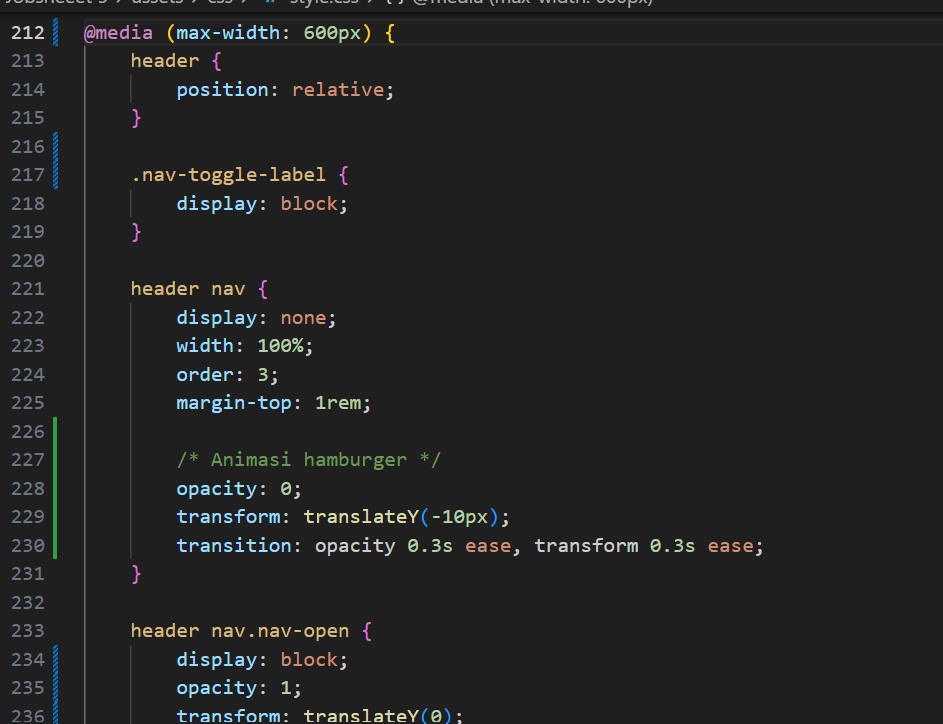 Jobsheet 5 > assets > css > style.css > { } @media (max-width: 600px)
212 @media (max-width: 600px) {
213 header {
214 position: relative;
215 }
216
217 .nav-toggle-label {
218 display: block;
219 }
220
221 header nav {
222 display: none;
223 width: 100%;
224 order: 3;
225 margin-top: 1rem;
226
227 /* Animasi hamburger */
228 opacity: 0;
229 transform: translateY(-10px);
230 transition: opacity 0.3s ease, transform 0.3s ease;
231 }
232
233 header nav.nav-open {
234 display: block;
235 opacity: 1;
236 transform: translateY(0);